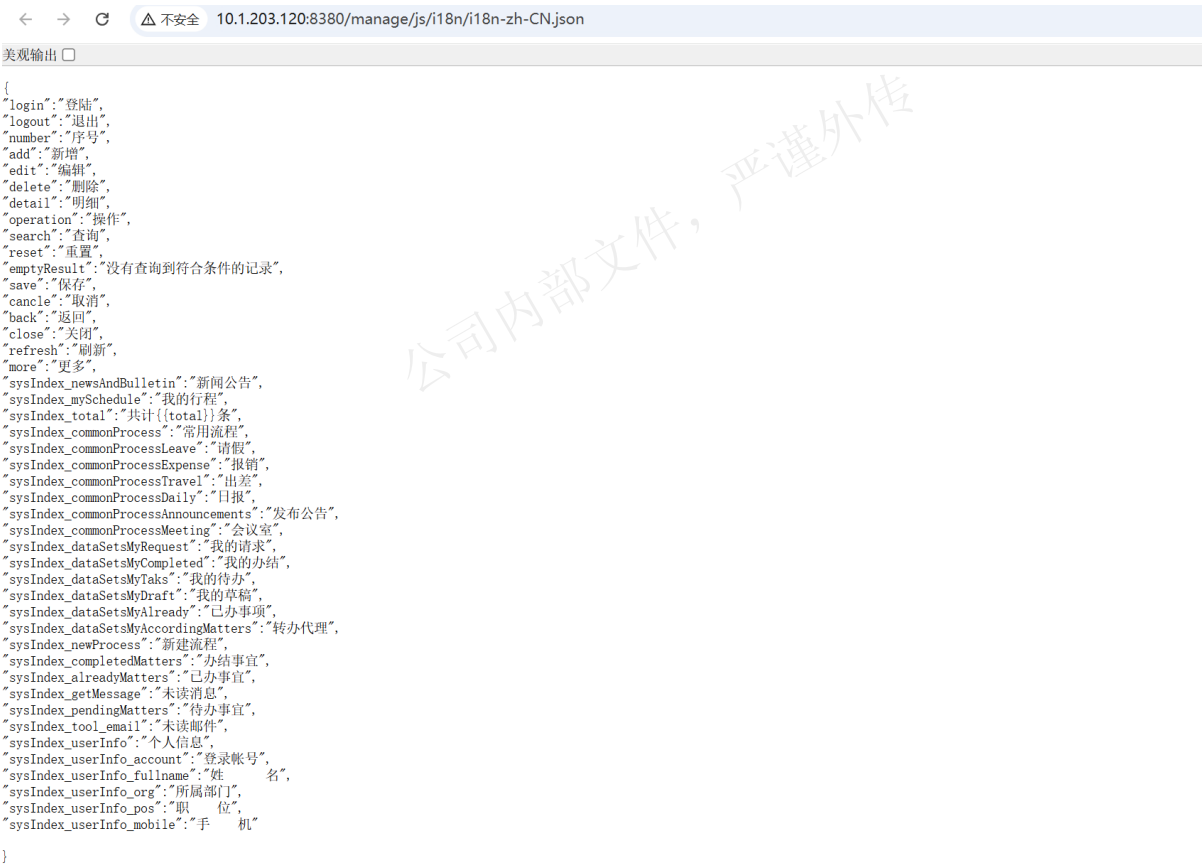 不安全 10.1.203.120:8380/manage/js/i18n/i18n-zh-CN.json
美观输出
{
"login":"登陆",
"logout":"退出",
"number":"序号",
"add":"新增",
"edit":"编辑",
"delete":"删除",
"detail":"明细",
"operation":"操作",
"search":"查询",
"reset":"重置",
"emptyResult":"没有查询到符合条件的记录",
"save":"保存",
"cancle":"取消",
"back":"返回",
"close":"关闭",
"refresh":"刷新",
"more":"更多",
"sysIndex_newsAndBulletin":"新闻公告",
"sysIndex_mySchedule":"我的行程",
"sysIndex_total":"共计{{total}}条",
"sysIndex_commonProcess":"常用流程",
"sysIndex_commonProcessLeave":"请假",
"sysIndex_commonProcessExpense":"报销",
"sysIndex_commonProcessTravel":"出差",
"sysIndex_commonProcessDaily":"日报",
"sysIndex_commonProcessAnnouncements":"发布公告",
"sysIndex_commonProcessMeeting":"会议室",
"sysIndex_dataSetsMyRequest":"我的请求",
"sysIndex_dataSetsMyCompleted":"我的办结",
"sysIndex_dataSetsMyTaks":"我的待办",
"sysIndex_dataSetsMyDraft":"我的草稿",
"sysIndex_dataSetsMyAlready":"已办事项",
"sysIndex_dataSetsMyAccordingMatters":"转办代理",
"sysIndex_newProcess":"新建流程",
"sysIndex_completedMatters":"办结事宜",
"sysIndex_alreadyMatters":"已办事宜",
"sysIndex_getMessage":"未读消息",
"sysIndex_pendingMatters":"待办事宜",
"sysIndex_tool_email":"未读邮件",
"sysIndex_userInfo":"个人信息",
"sysIndex_userInfo_account":"登录帐号",
"sysIndex_userInfo_fullname":"姓      名",
"sysIndex_userInfo_org":"所属部门",
"sysIndex_userInfo_pos":"职    位",
"sysIndex_userInfo_mobile":"手    机"
}
公司内部文件，严谨外传